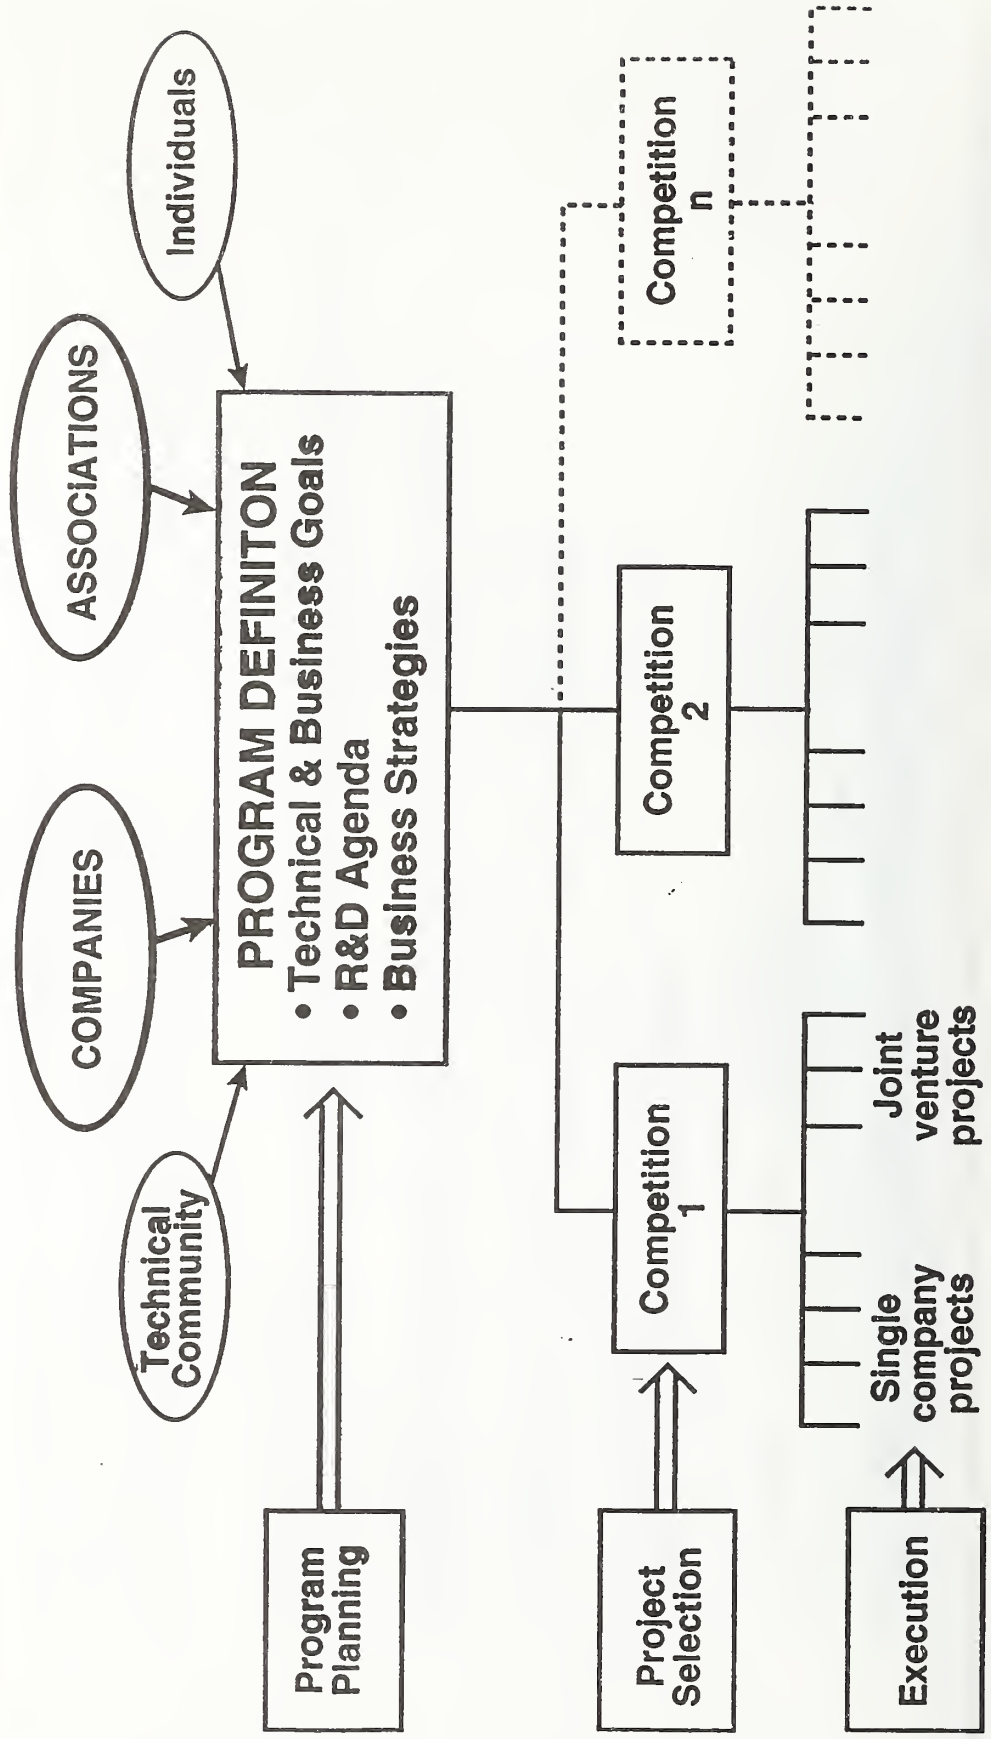 Technical
Community
COMPANIES
ASSOCIATIONS
Individuals
Program
Planning
PROGRAM DEFINITON
• Technical & Business Goals
• R&D Agenda
• Business Strategies
Project
Selection
Competition
1
Competition
2
Competition
n
Execution
Single
company
projects
Joint
venture
projects